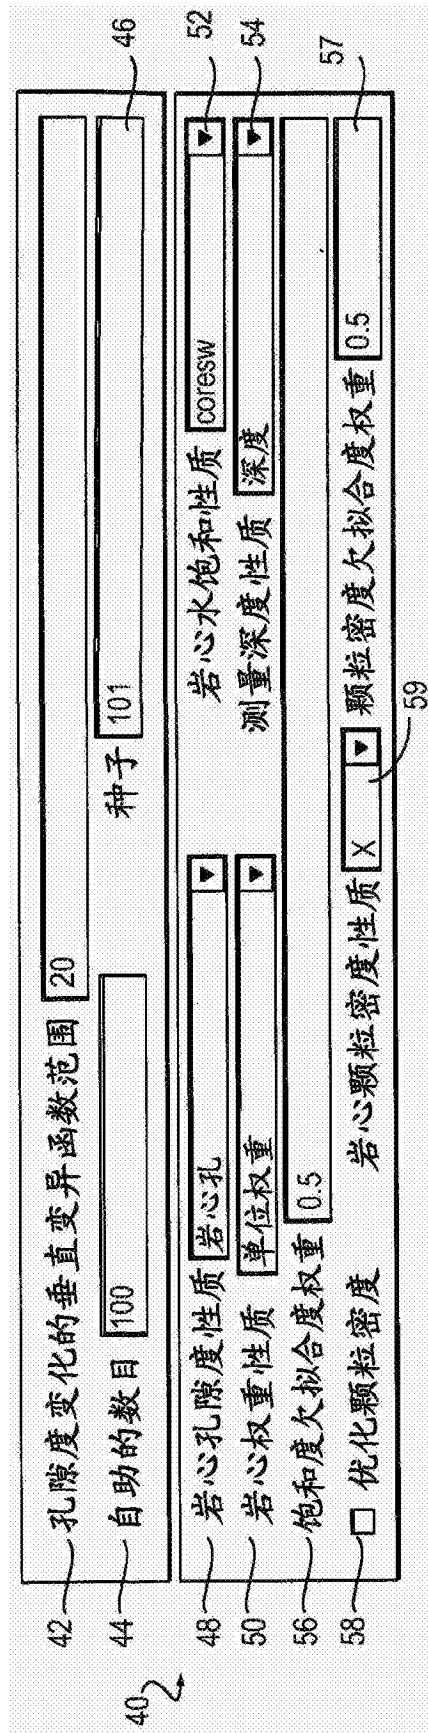 40
42 孔隙度变化的垂直变异函数范围 20
44 自助的数目 100 种子 101 46
48 岩心孔隙度性质 岩心孔 岩心水饱和性质 coresw 52
50 岩心权重性质 单位权重 测量深度性质 深度 54
56 饱和度欠拟合度权重 0.5
58 优化颗粒密度 岩心颗粒密度性质 X 59 颗粒密度欠拟合度权重 0.5 57